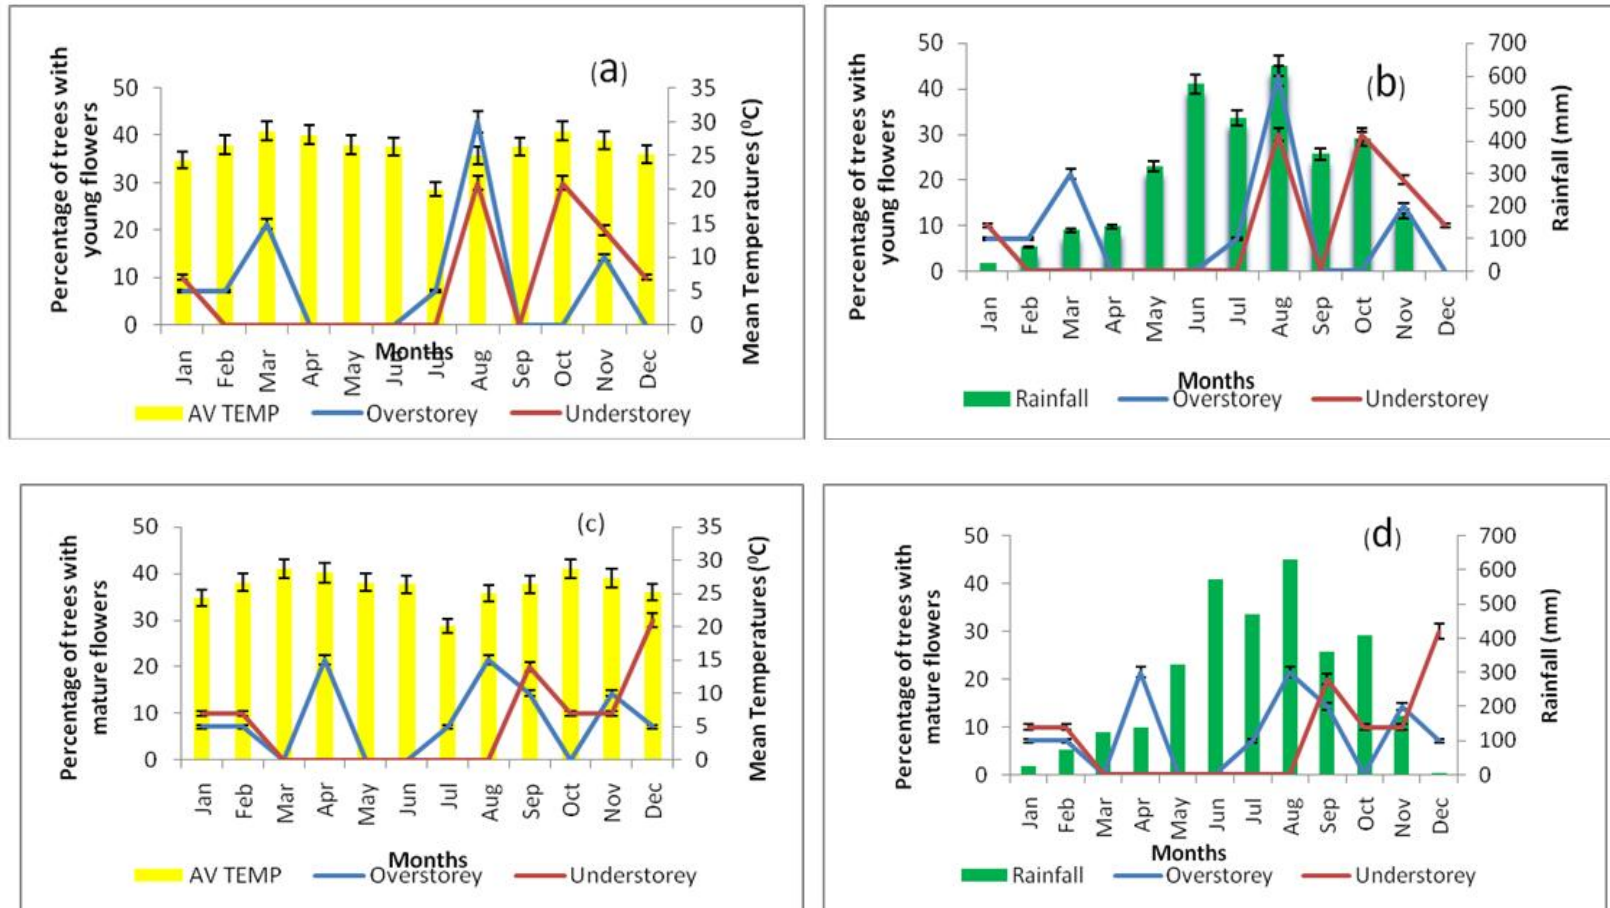 (a)
Percentage of trees with
young flowers
50
40
30
20
10
0
35
30
25
20
15
10
5
0
Mean Temperatures (⁰C)
Jan Feb Mar Apr May Jun Jul Aug Sep Oct Nov Dec
Months
AV TEMP Overstorey Understorey
(b)
Percentage of trees with
young flowers
50
40
30
20
10
0
700
600
500
400
300
200
100
0
Rainfall (mm)
Jan Feb Mar Apr May Jun Jul Aug Sep Oct Nov Dec
Months
Rainfall Overstorey Understorey
(c)
Percentage of trees with
mature flowers
50
40
30
20
10
0
35
30
25
20
15
10
5
0
Mean Temperatures (⁰C)
Jan Feb Mar Apr May Jun Jul Aug Sep Oct Nov Dec
Months
AV TEMP Overstorey Understorey
(d)
Percentage of trees with
mature flowers
50
40
30
20
10
0
700
600
500
400
300
200
100
0
Rainfall (mm)
Jan Feb Mar Apr May Jun Jul Aug Sep Oct Nov Dec
Months
Rainfall Overstorey Understorey